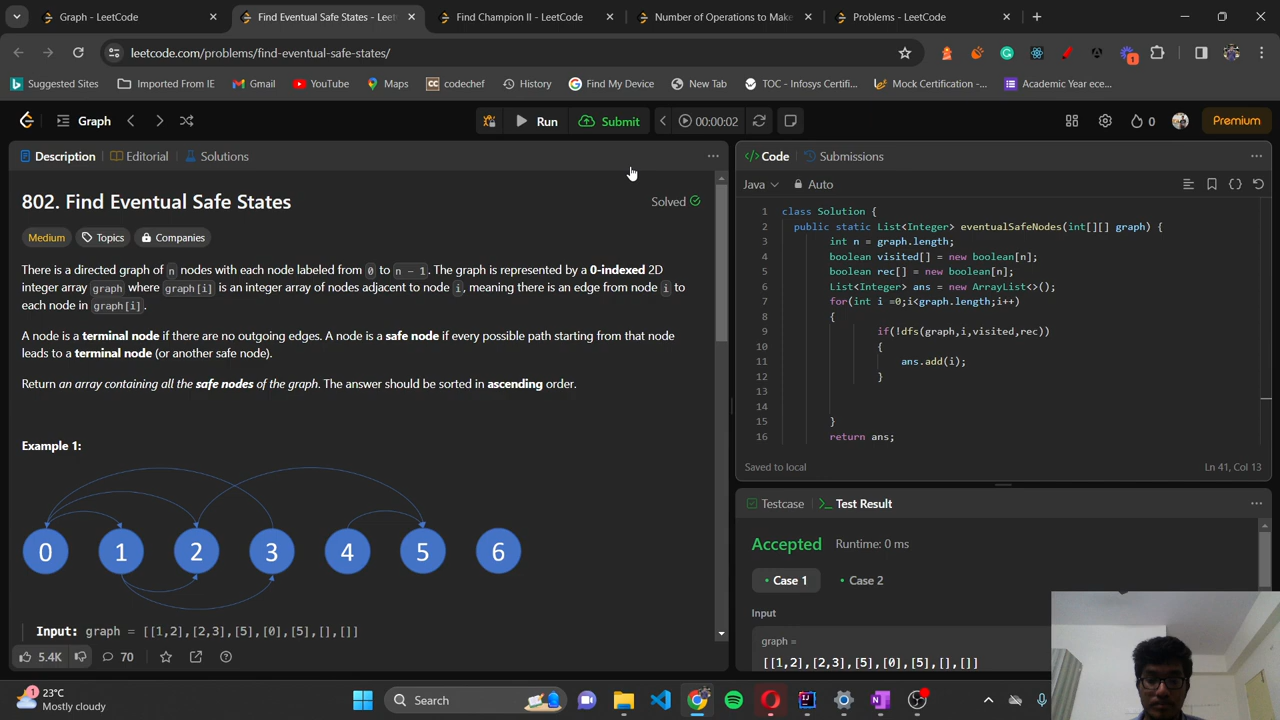 Graph - LeetCode
Find Eventual Safe States - Leet
Find Champion II - LeetCode
Number of Operations to Make
Problems - LeetCode
leetcode.com/problems/find-eventual-safe-states/
Suggested Sites
Imported From IE
Gmail
YouTube
Maps
CC codechef
History
Find My Device
New Tab
TOC - Infosys Certifi...
Mock Certification -...
Academic Year ece...
1
Graph
Run
Submit
00:00:02
0
Premium
Description
Editorial
Solutions
802. Find Eventual Safe States
Solved
Medium
Topics
Companies
There is a directed graph of n nodes with each node labeled from 0 to n - 1. The graph is represented by a 0-indexed 2D
integer array graph where graph[i] is an integer array of nodes adjacent to node i, meaning there is an edge from node i to
each node in graph[i].
A node is a terminal node if there are no outgoing edges. A node is a safe node if every possible path starting from that node
leads to a terminal node (or another safe node).
Return an array containing all the safe nodes of the graph. The answer should be sorted in ascending order.
Example 1:
0 1 2 3 4 5 6
Input: graph = [[1,2],[2,3],[5],[0],[5],[],[]]
5.4K
70
</> Code
Submissions
Java
Auto
1 class Solution {
2 public static List<Integer> eventualSafeNodes(int[][] graph) {
3 int n = graph.length;
4 boolean visited[] = new boolean[n];
5 boolean rec[] = new boolean[n];
6 List<Integer> ans = new ArrayList<>();
7 for(int i =0;i<graph.length;i++)
8 {
9 if(!dfs(graph,i,visited,rec))
10 {
11 ans.add(i);
12 }
13
14
15 }
16 return ans;
Saved to local
Ln 41, Col 13
Testcase
Test Result
Accepted
Runtime: 0 ms
• Case 1
• Case 2
Input
graph =
[[1,2],[2,3],[5],[0],[5],[],[]]
1
23°C
Mostly cloudy
Search